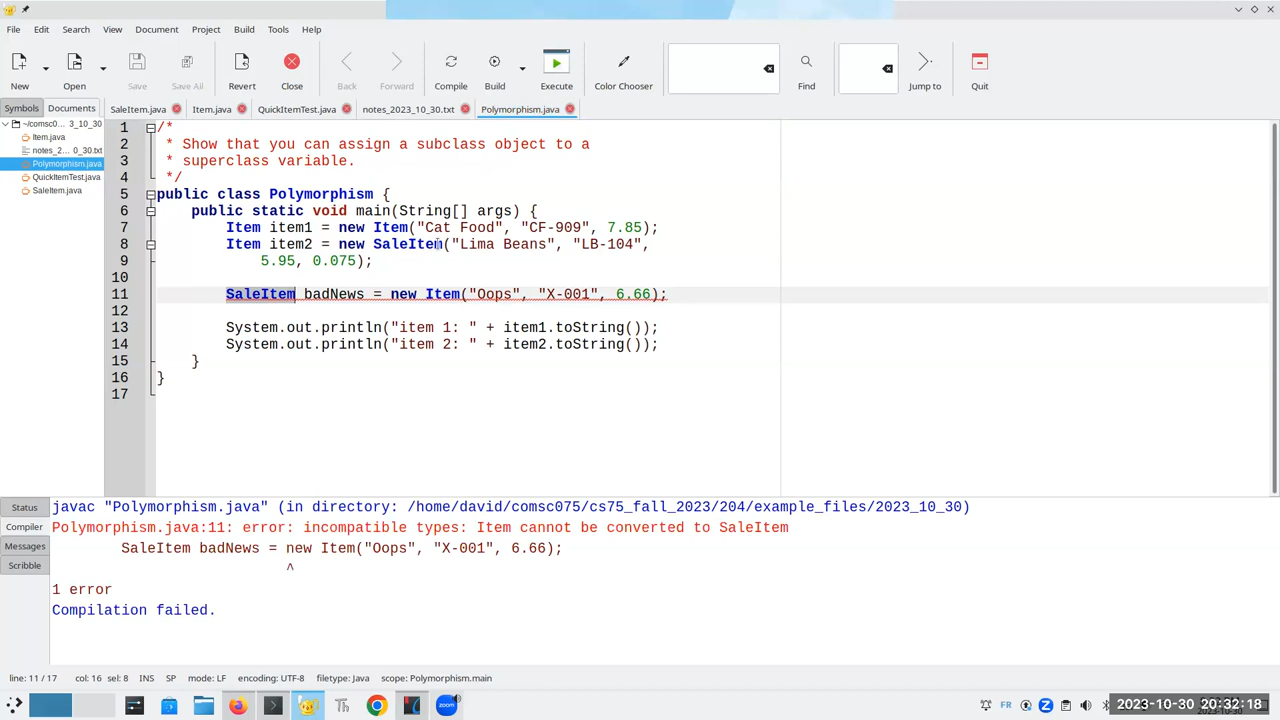 File Edit Search View Document Project Build Tools Help
New Open Save Save All Revert Close Back Forward Compile Build Execute Color Chooser Find Jump to Quit
Symbols Documents
SaleItem.java Item.java QuickItemTest.java notes_2023_10_30.txt Polymorphism.java
~/comsc0… 3_10_30
Item.java
notes_2… 0_30.txt
Polymorphism.java
QuickItemTest.java
SaleItem.java
1 /*
2 * Show that you can assign a subclass object to a
3 * superclass variable.
4 */
5 public class Polymorphism {
6 public static void main(String[] args) {
7 Item item1 = new Item("Cat Food", "CF-909", 7.85);
8 Item item2 = new SaleItem("Lima Beans", "LB-104",
9 5.95, 0.075);
10
11 SaleItem badNews = new Item("Oops", "X-001", 6.66);
12
13 System.out.println("item 1: " + item1.toString());
14 System.out.println("item 2: " + item2.toString());
15 }
16 }
17
Status
Compiler
Messages
Scribble
javac "Polymorphism.java" (in directory: /home/david/comsc075/cs75_fall_2023/204/example_files/2023_10_30)
Polymorphism.java:11: error: incompatible types: Item cannot be converted to SaleItem
SaleItem badNews = new Item("Oops", "X-001", 6.66);
^
1 error
Compilation failed.
line: 11 / 17 col: 16 sel: 8 INS SP mode: LF encoding: UTF-8 filetype: Java scope: Polymorphism.main
Th zoom FR Z 2023-10-30 20:32:18